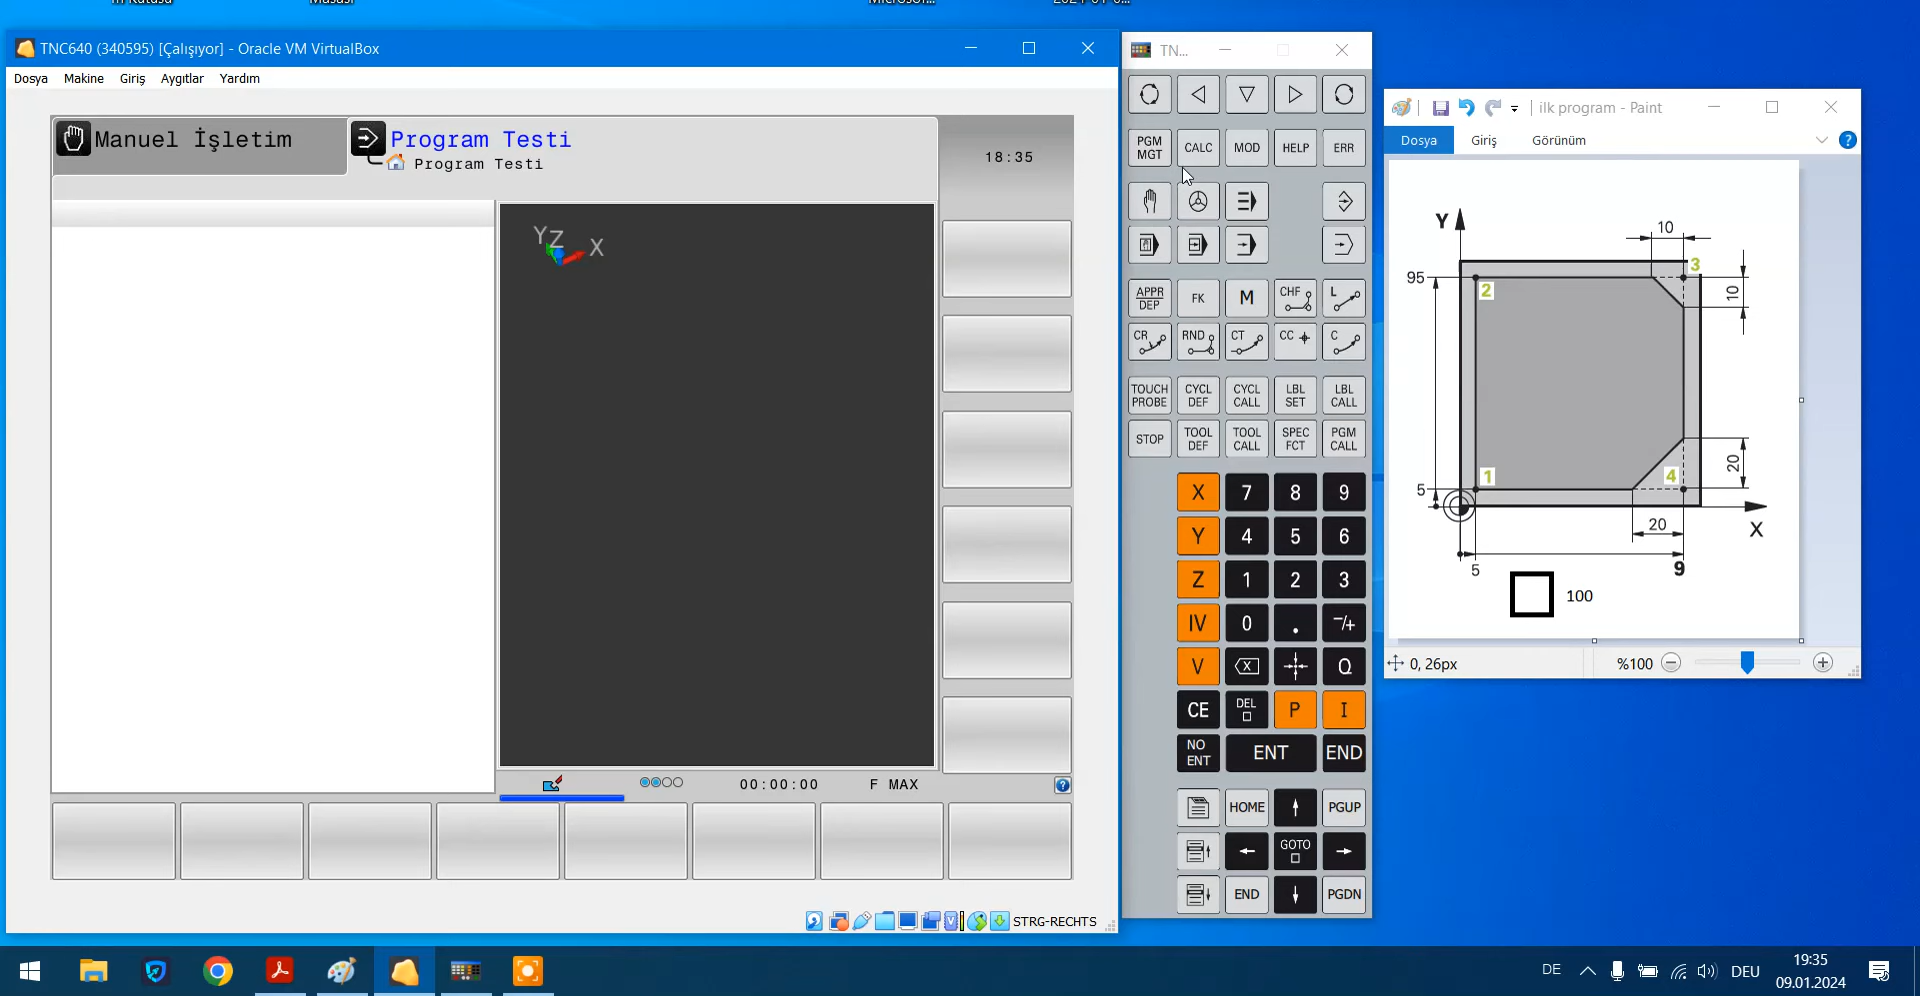 TNC640 (340595) [Çalışıyor] - Oracle VM VirtualBox
Dosya Makine Giriş Aygıtlar Yardım
Manuel İşletim
Program Testi
Program Testi
18:35
Y Z X
00:00:00 F MAX
STRG-RECHTS
TN...
PGM MGT CALC MOD HELP ERR
APPR DEP FK M CHF L
CR RND CT CC C
TOUCH PROBE CYCL DEF CYCL CALL LBL SET LBL CALL
STOP TOOL DEF TOOL CALL SPEC FCT PGM CALL
X 7 8 9
Y 4 5 6
Z 1 2 3
IV 0 . -/+
V X Q
CE DEL P I
NO ENT ENT END
HOME PGUP
GOTO
END PGDN
ilk program - Paint
Dosya Giriş Görünüm
Y 10
3
95 2 10
1 4 20
5
20 X
5 9
100
0, 26px %100
DE DEU
19:35
09.01.2024